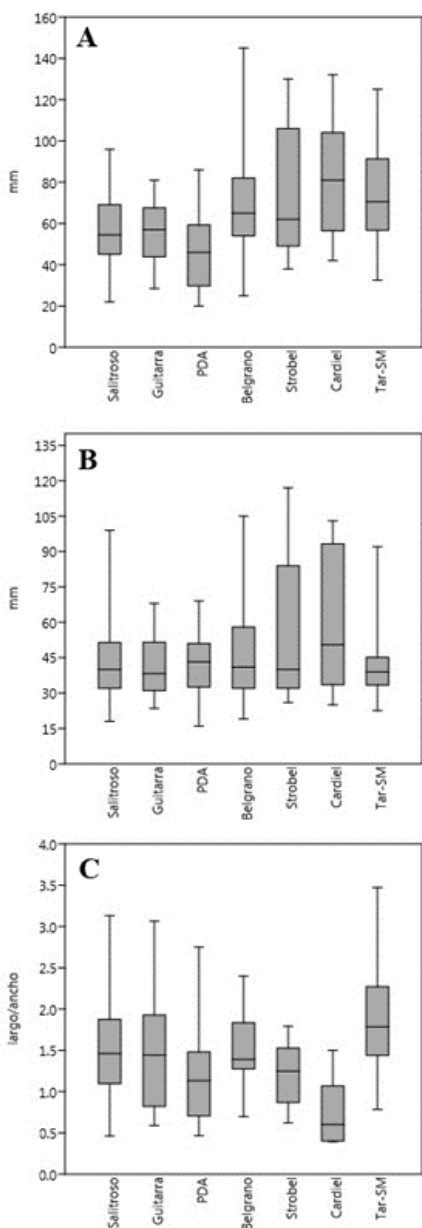 A
160
140
120
100
80
60
40
20
0
mm
Salitroso
Guitarra
PDA
Belgrano
Strobel
Cardiel
Tar-SM
B
135
120
105
90
75
60
45
30
15
0
mm
Salitroso
Guitarra
PDA
Belgrano
Strobel
Cardiel
Tar-SM
C
4.0
3.5
3.0
2.5
2.0
1.5
1.0
0.5
0.0
largo/ancho
Salitroso
Guitarra
PDA
Belgrano
Strobel
Cardiel
Tar-SM